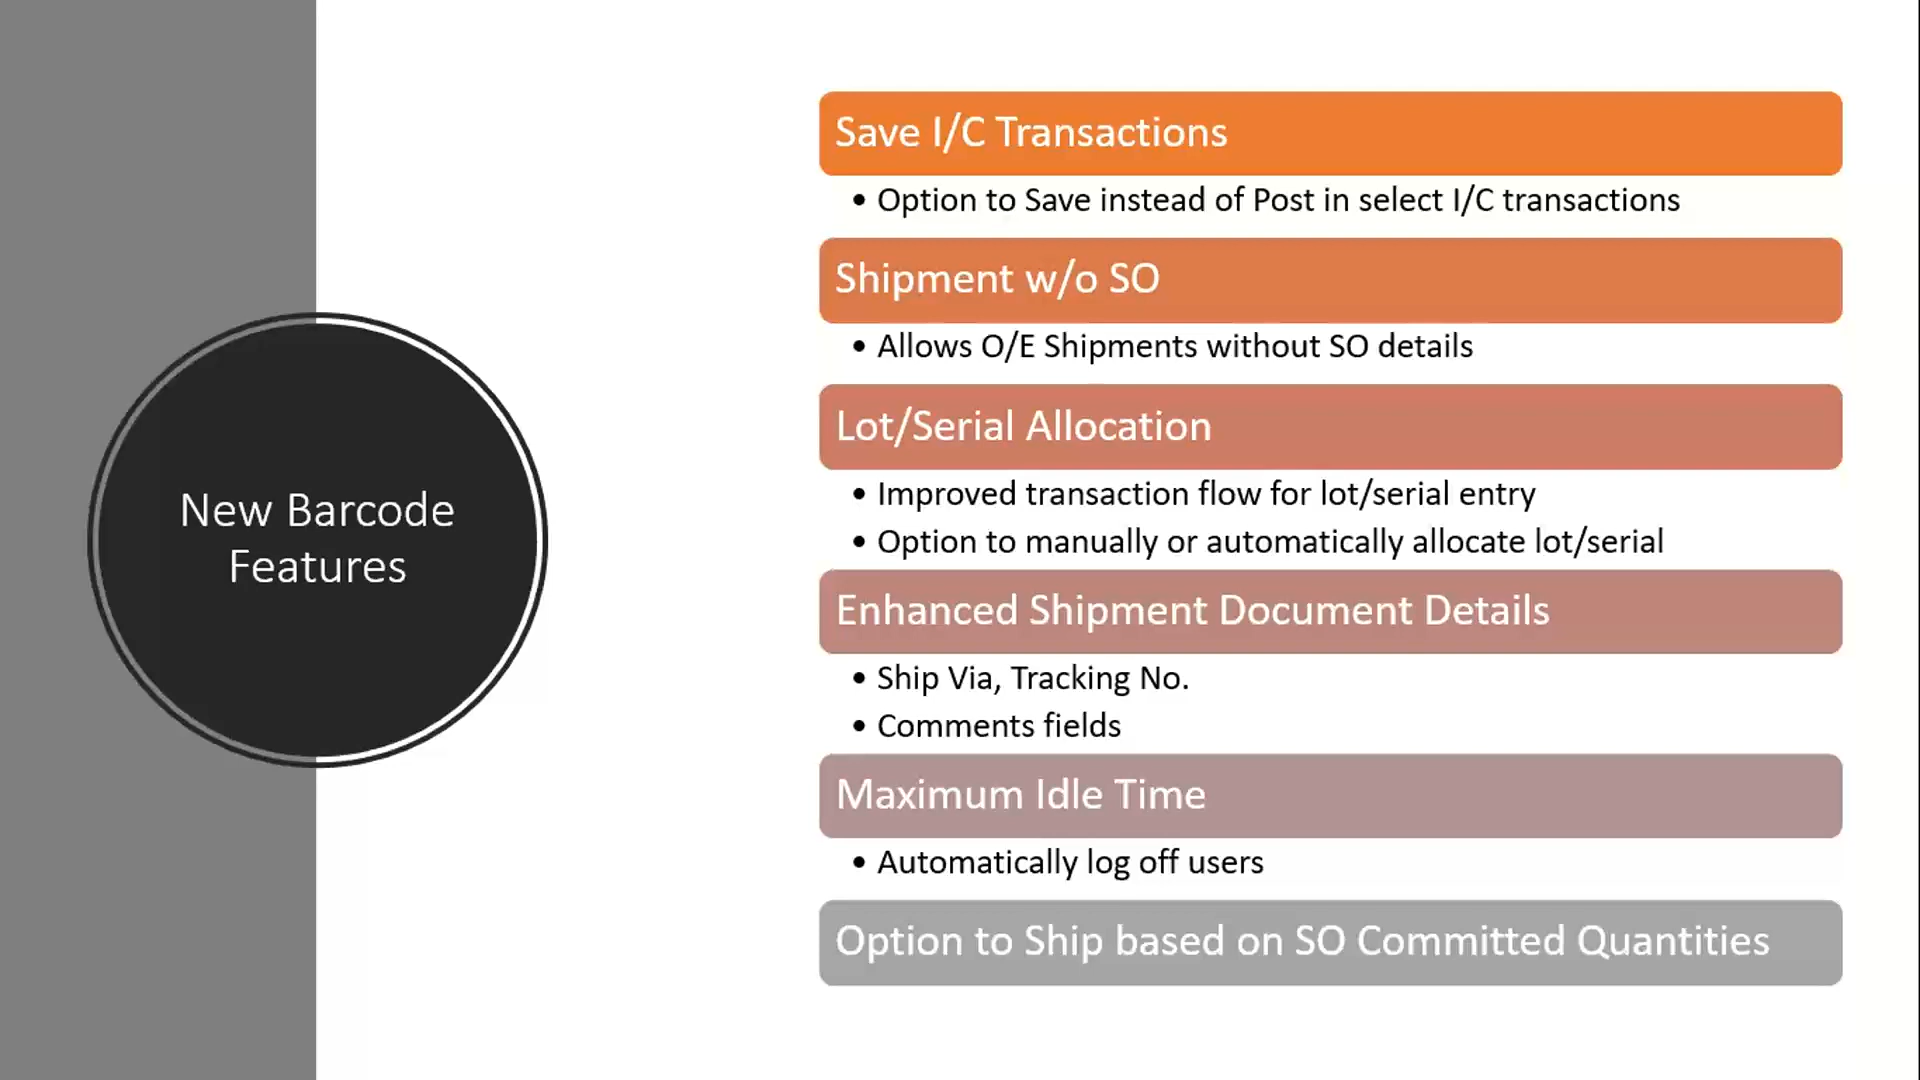 New Barcode
Features
Save I/C Transactions
• Option to Save instead of Post in select I/C transactions
Shipment w/o SO
• Allows O/E Shipments without SO details
Lot/Serial Allocation
• Improved transaction flow for lot/serial entry
• Option to manually or automatically allocate lot/serial
Enhanced Shipment Document Details
• Ship Via, Tracking No.
• Comments fields
Maximum Idle Time
• Automatically log off users
Option to Ship based on SO Committed Quantities